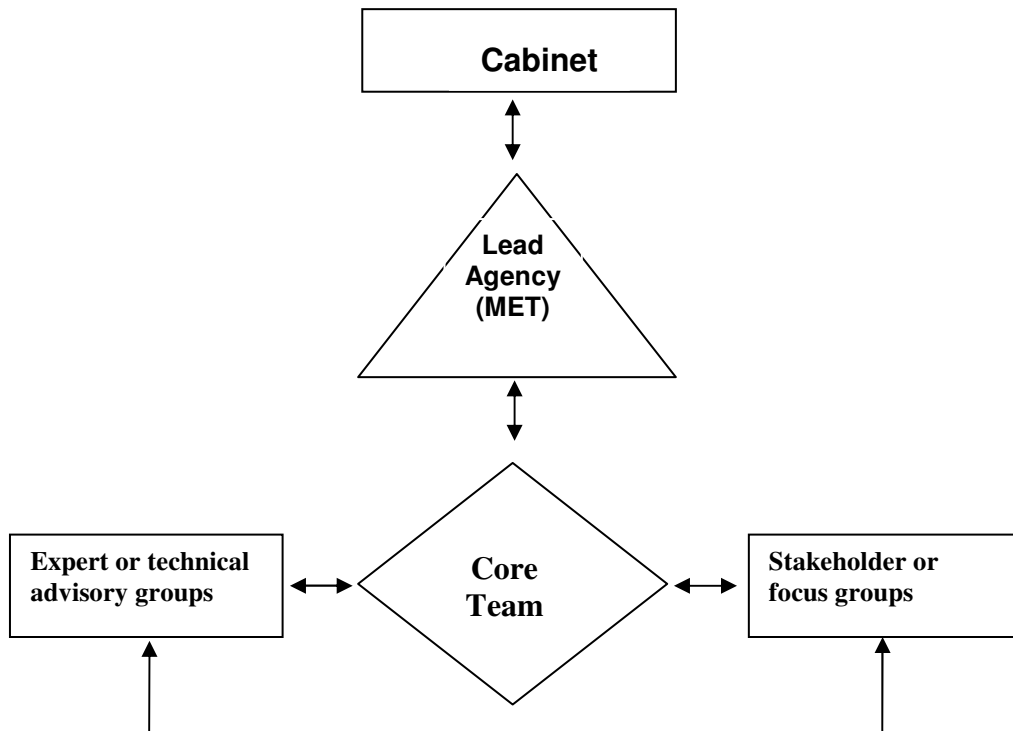 Cabinet
Lead
Agency
(MET)
Expert or technical
advisory groups
Core
Team
Stakeholder or
focus groups